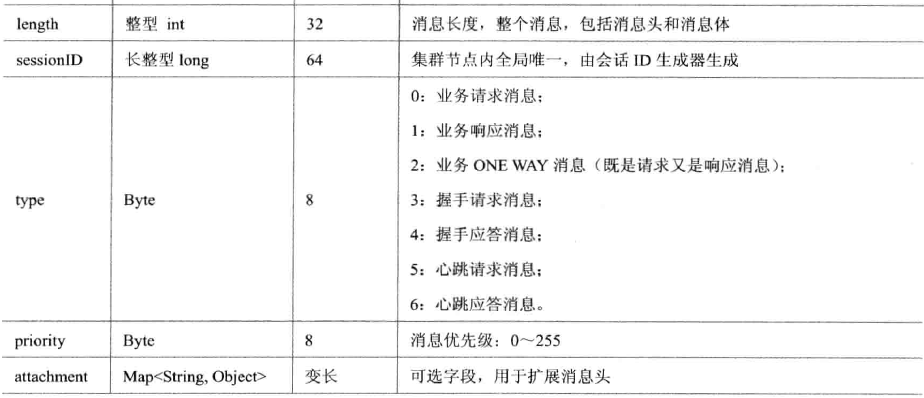 length 整型 int 32 消息长度，整个消息，包括消息头和消息体
sessionID 长整型 long 64 集群节点内全局唯一，由会话 ID 生成器生成
0：业务请求消息；
1：业务响应消息；
2：业务 ONE WAY 消息（既是请求又是响应消息）；
type Byte 8 3：握手请求消息；
4：握手应答消息；
5：心跳请求消息；
6：心跳应答消息。
priority Byte 8 消息优先级：0～255
attachment Map<String, Object> 变长 可选字段，用于扩展消息头